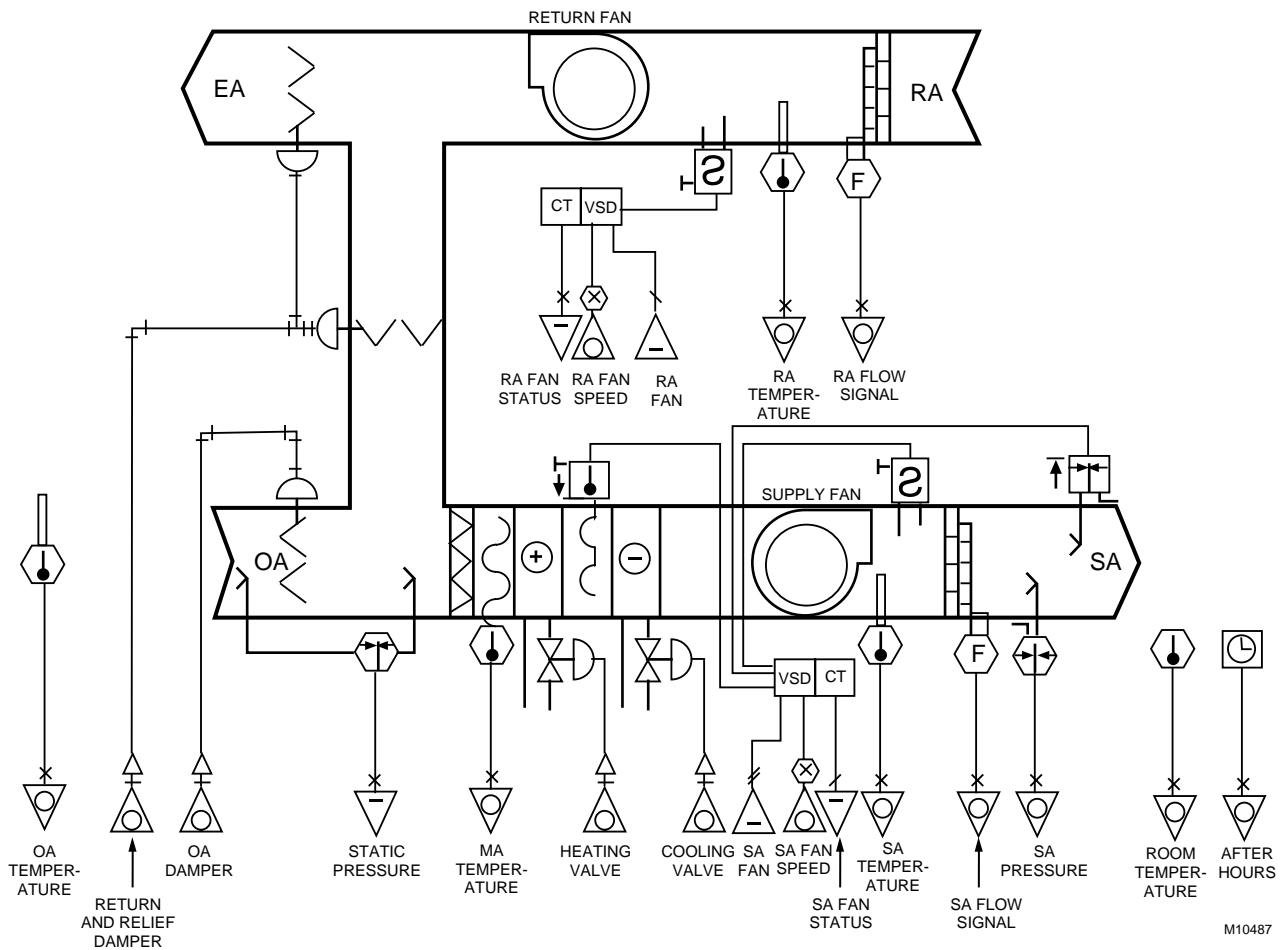 RETURN FAN
EA
RA
S
F
CT
VSD
RA FAN
STATUS
RA FAN
SPEED
RA
FAN
RA
TEMPER-
ATURE
RA FLOW
SIGNAL
SUPPLY FAN
S
OA
SA
F
VSD
CT
OA
TEMPER-
ATURE
RETURN
AND RELIEF
DAMPER
OA
DAMPER
STATIC
PRESSURE
MA
TEMPER-
ATURE
HEATING
VALVE
COOLING
VALVE
SA
FAN
SA FAN
SPEED
SA FAN
STATUS
SA
TEMPER-
ATURE
SA FLOW
SIGNAL
SA
PRESSURE
ROOM
TEMPER-
ATURE
AFTER
HOURS
M10487